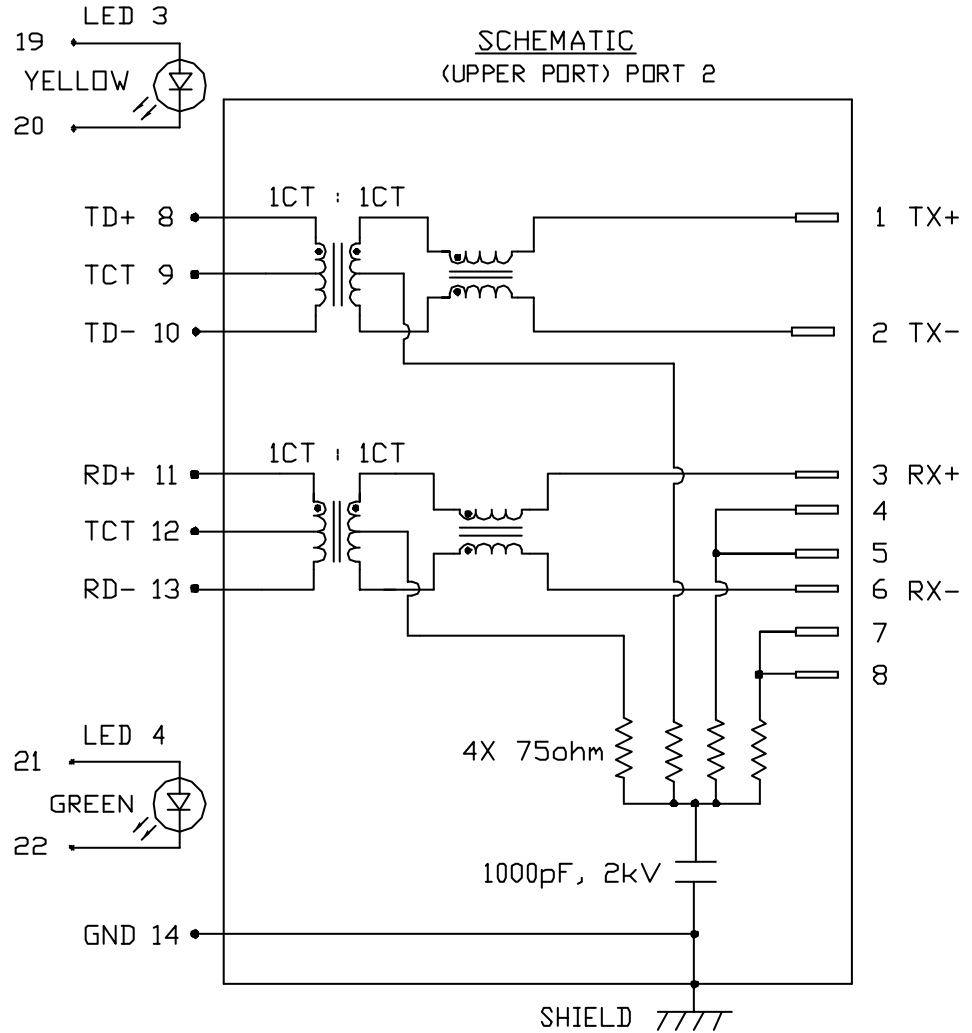 LED 3
SCHEMATIC
(UPPER PORT) PORT 2
19
YELLOW
20
1CT : 1CT
TD+ 8
1 TX+
TCT 9
TD- 10
2 TX-
1CT : 1CT
RD+ 11
3 RX+
4
TCT 12
5
RD- 13
6 RX-
7
8
LED 4
21
4X 75ohm
GREEN
22
1000pF, 2kV
GND 14
SHIELD